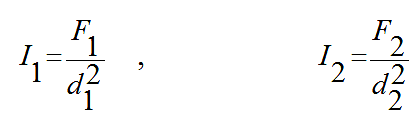 I₁ = F₁/d₁² , I₂ = F₂/d₂²